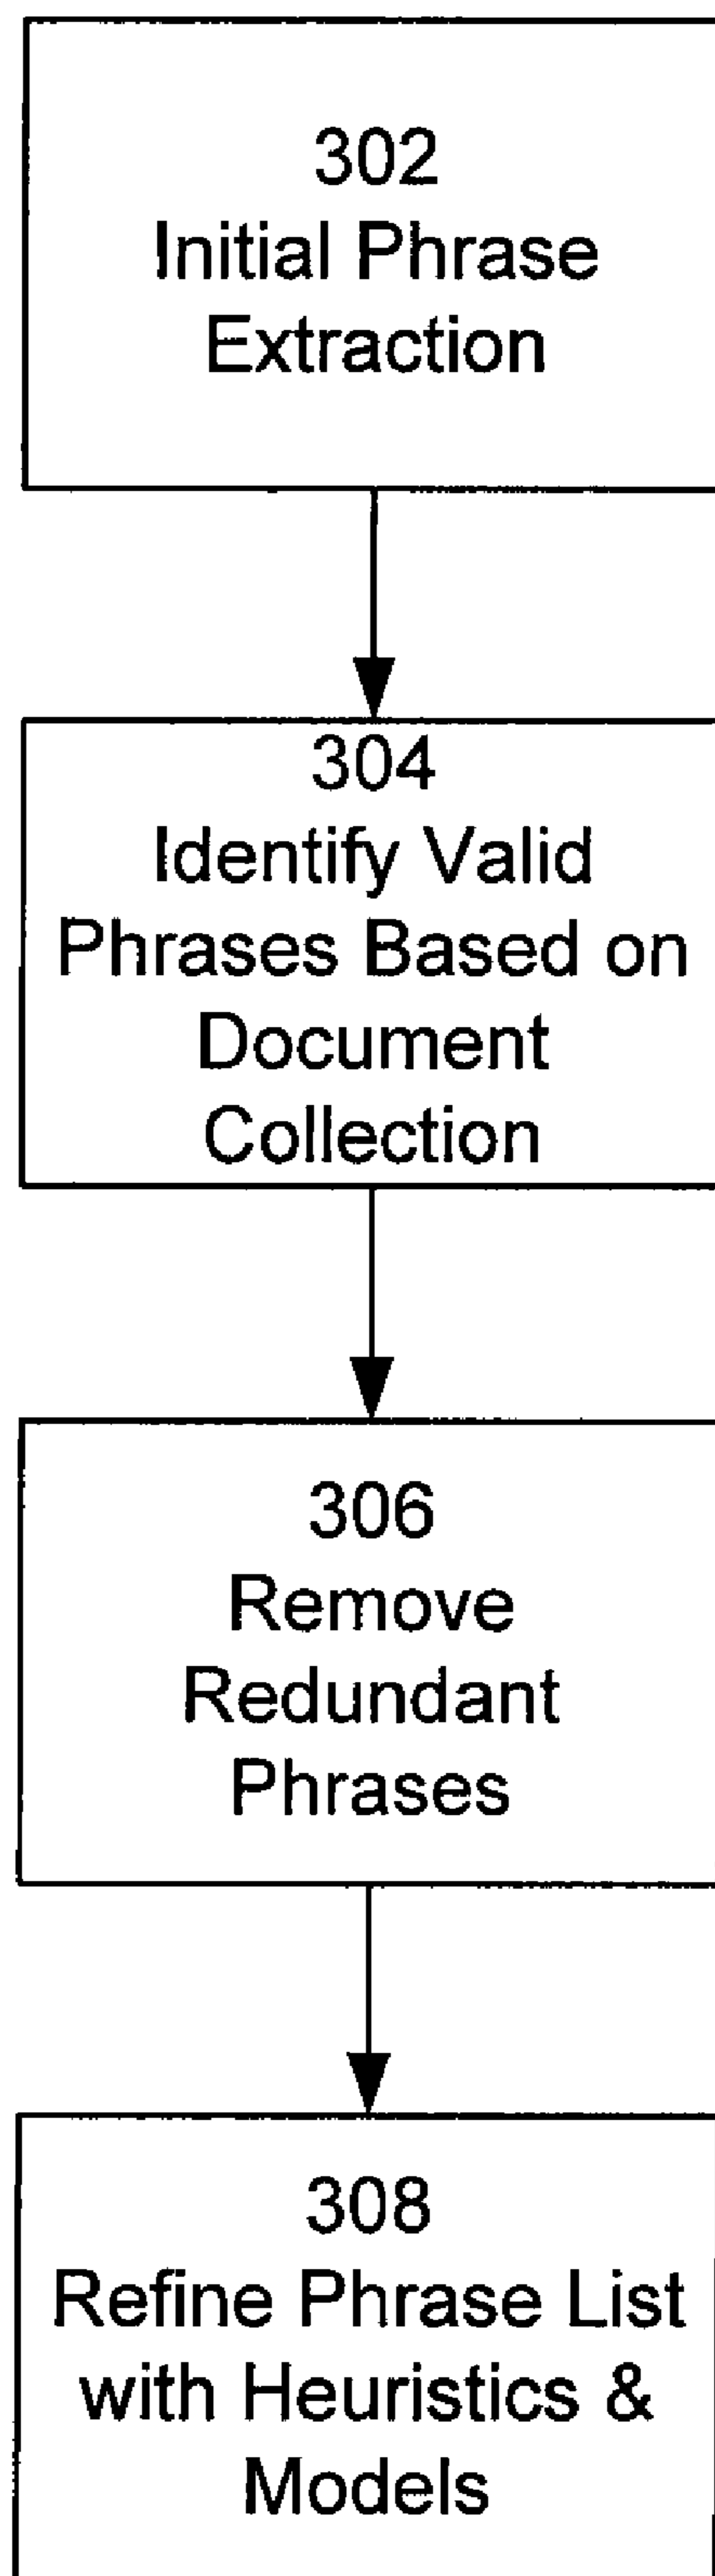 302
Initial Phrase
Extraction
304
Identify Valid
Phrases Based on
Document
Collection
306
Remove
Redundant
Phrases
308
Refine Phrase List
with Heuristics &
Models